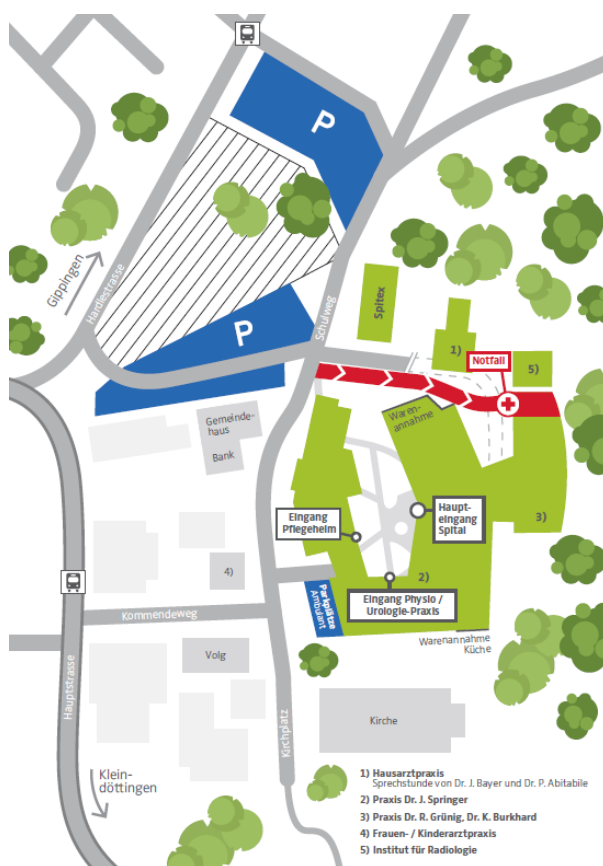 P
Gippingen
Hardlestrasse
Schulweg
P
Spitex
1)
Notfall
5)
Waren-
annahme
Gemeinde-
haus
Bank
Haupt-
eingang
Spital
3)
Eingang
Pflegeheim
4)
2)
Eingang Physio /
Urologie-Praxis
Parkplätze
Ambulant
Kommendeweg
Warenannahme
Küche
Volg
Hauptstrasse
Kirchplatz
Kirche
Klein-
döttingen
1) Hausarztpraxis
Sprechstunde von Dr. J. Bayer und Dr. P. Abitabile
2) Praxis Dr. J. Springer
3) Praxis Dr. R. Grünig, Dr. K. Burkhard
4) Frauen- / Kinderarztpraxis
5) Institut für Radiologie